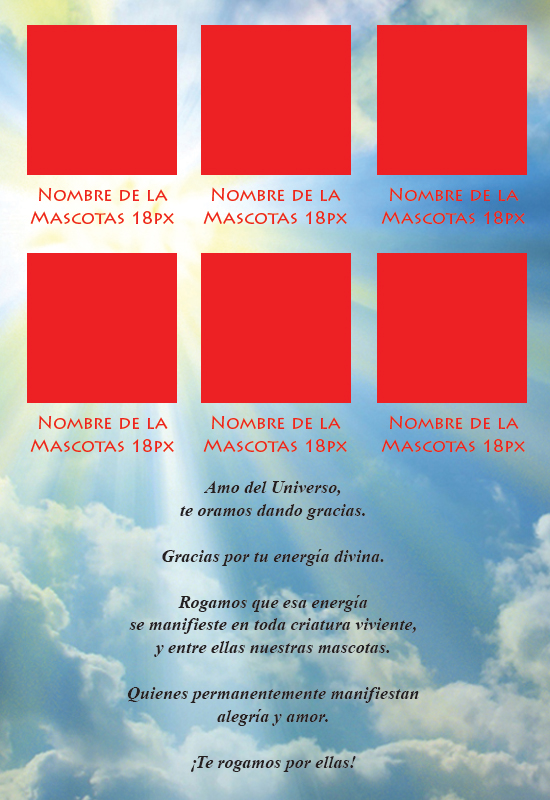 Nombre de la
Mascotas 18px
Nombre de la
Mascotas 18px
Nombre de la
Mascotas 18px
Nombre de la
Mascotas 18px
Nombre de la
Mascotas 18px
Nombre de la
Mascotas 18px
Amo del Universo,
te oramos dando gracias.
Gracias por tu energía divina.
Rogamos que esa energía
se manifieste en toda criatura viviente,
y entre ellas nuestras mascotas.
Quienes permanentemente manifiestan
alegría y amor.
¡Te rogamos por ellas!